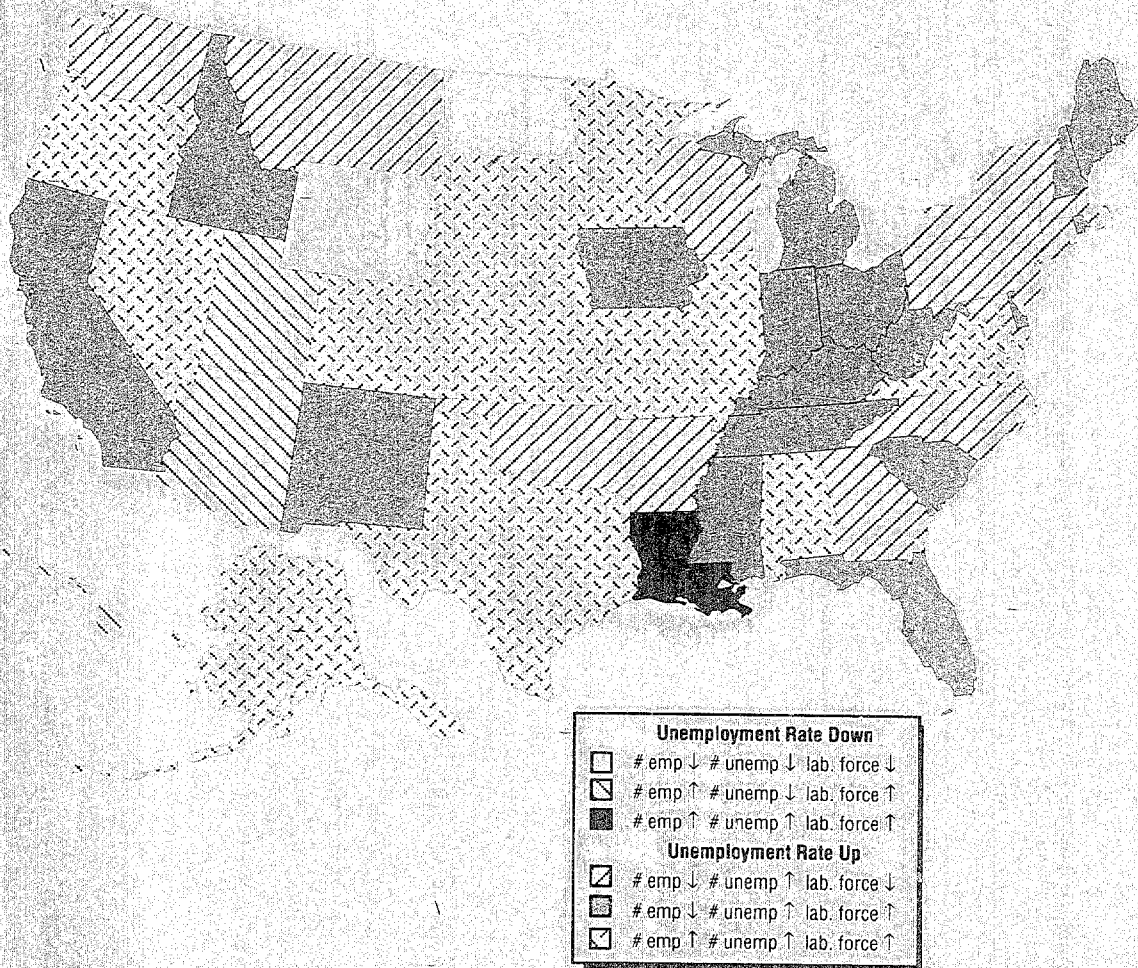 Unemployment Rate Down
# emp ↓ # unemp ↓ lab. force ↓
# emp ↑ # unemp ↓ lab. force ↑
# emp ↑ # unemp ↑ lab. force ↑
Unemployment Rate Up
# emp ↓ # unemp ↑ lab. force ↓
# emp ↓ # unemp ↑ lab. force ↑
# emp ↑ # unemp ↑ lab. force ↑